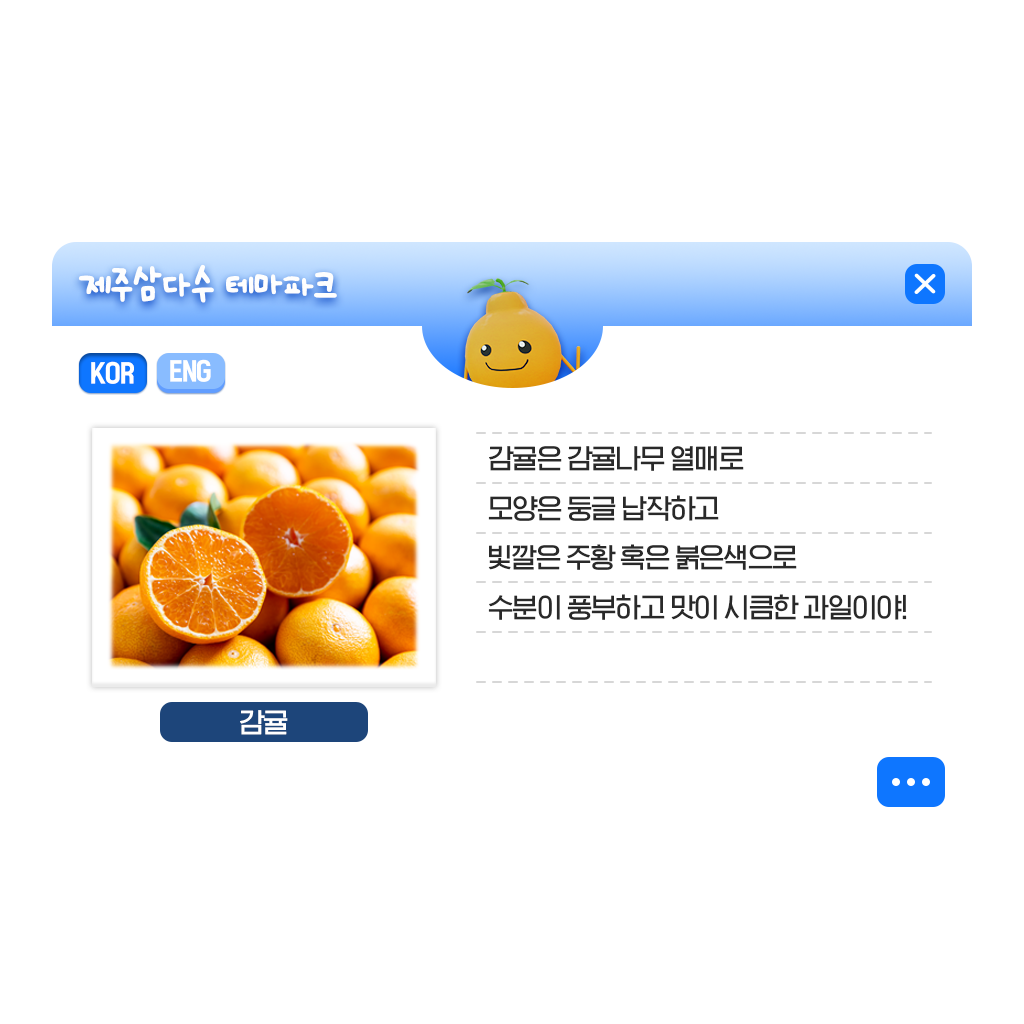 제주삼다수 테마파크
KOR ENG
감귤은 감귤나무 열매로
모양은 둥글 납작하고
빛깔은 주황 혹은 붉은색으로
수분이 풍부하고 맛이 시큼한 과일이야!
감귤